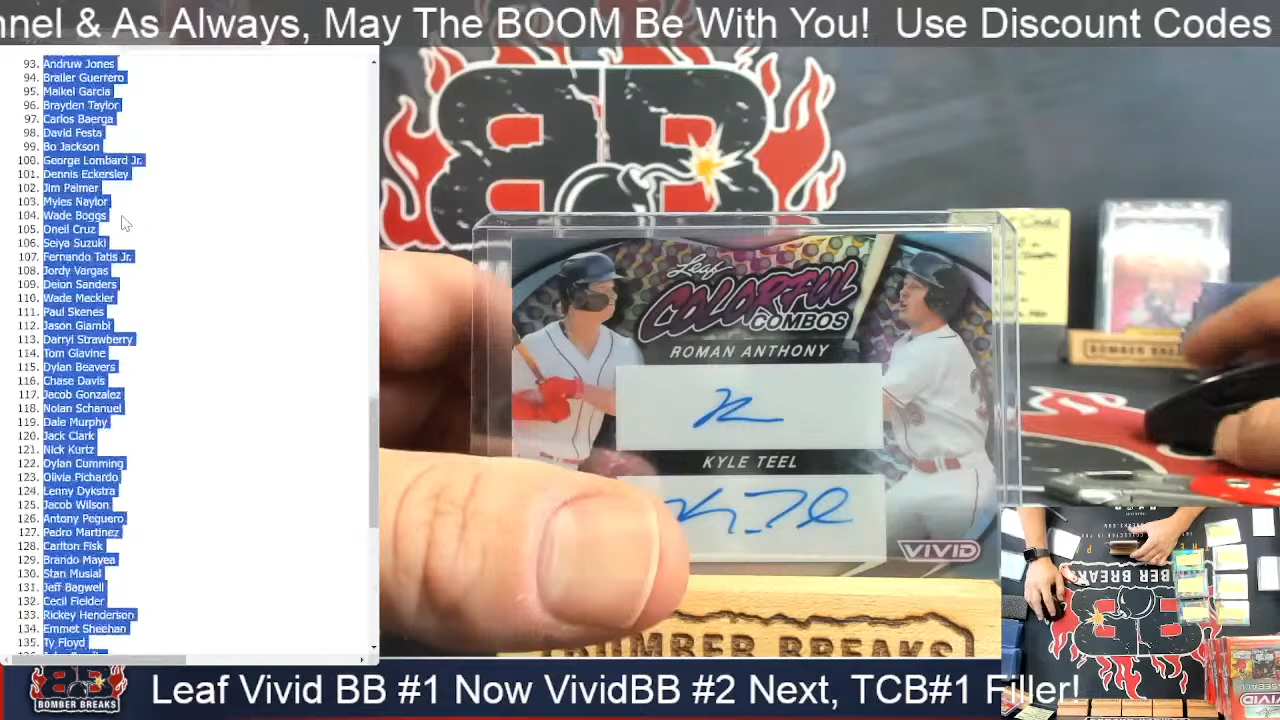 nnel & As Always, May The BOOM Be With You! Use Discount Codes
93. Andruw Jones
94. Brailer Guerrero
95. Maikel Garcia
96. Brayden Taylor
97. Carlos Baerga
98. David Festa
99. Bo Jackson
100. George Lombard Jr.
101. Dennis Eckersley
102. Jim Palmer
103. Myles Naylor
104. Wade Boggs
105. Oneil Cruz
106. Seiya Suzuki
107. Fernando Tatis Jr.
108. Jordy Vargas
109. Deion Sanders
110. Wade Meckler
111. Paul Skenes
112. Jason Giambi
113. Darryl Strawberry
114. Tom Glavine
115. Dylan Beavers
116. Chase Davis
117. Jacob Gonzalez
118. Nolan Schanuel
119. Dale Murphy
120. Jack Clark
121. Nick Kurtz
122. Dylan Cumming
123. Olivia Pichardo
124. Lenny Dykstra
125. Jacob Wilson
126. Antony Peguero
127. Pedro Martinez
128. Carlton Fisk
129. Brando Mayea
130. Stan Musial
131. Jeff Bagwell
132. Cecil Fielder
133. Rickey Henderson
134. Emmet Sheehan
135. Ty Floyd
Leaf
COLORFUL
COMBOS
ROMAN ANTHONY
KYLE TEEL
VIVID
BOMBER BREA
BOMBER BREAKS
BER BREAKS
VIVID
BOMBER BREAKS
Leaf Vivid BB #1 Now VividBB #2 Next, TCB#1 Filler!